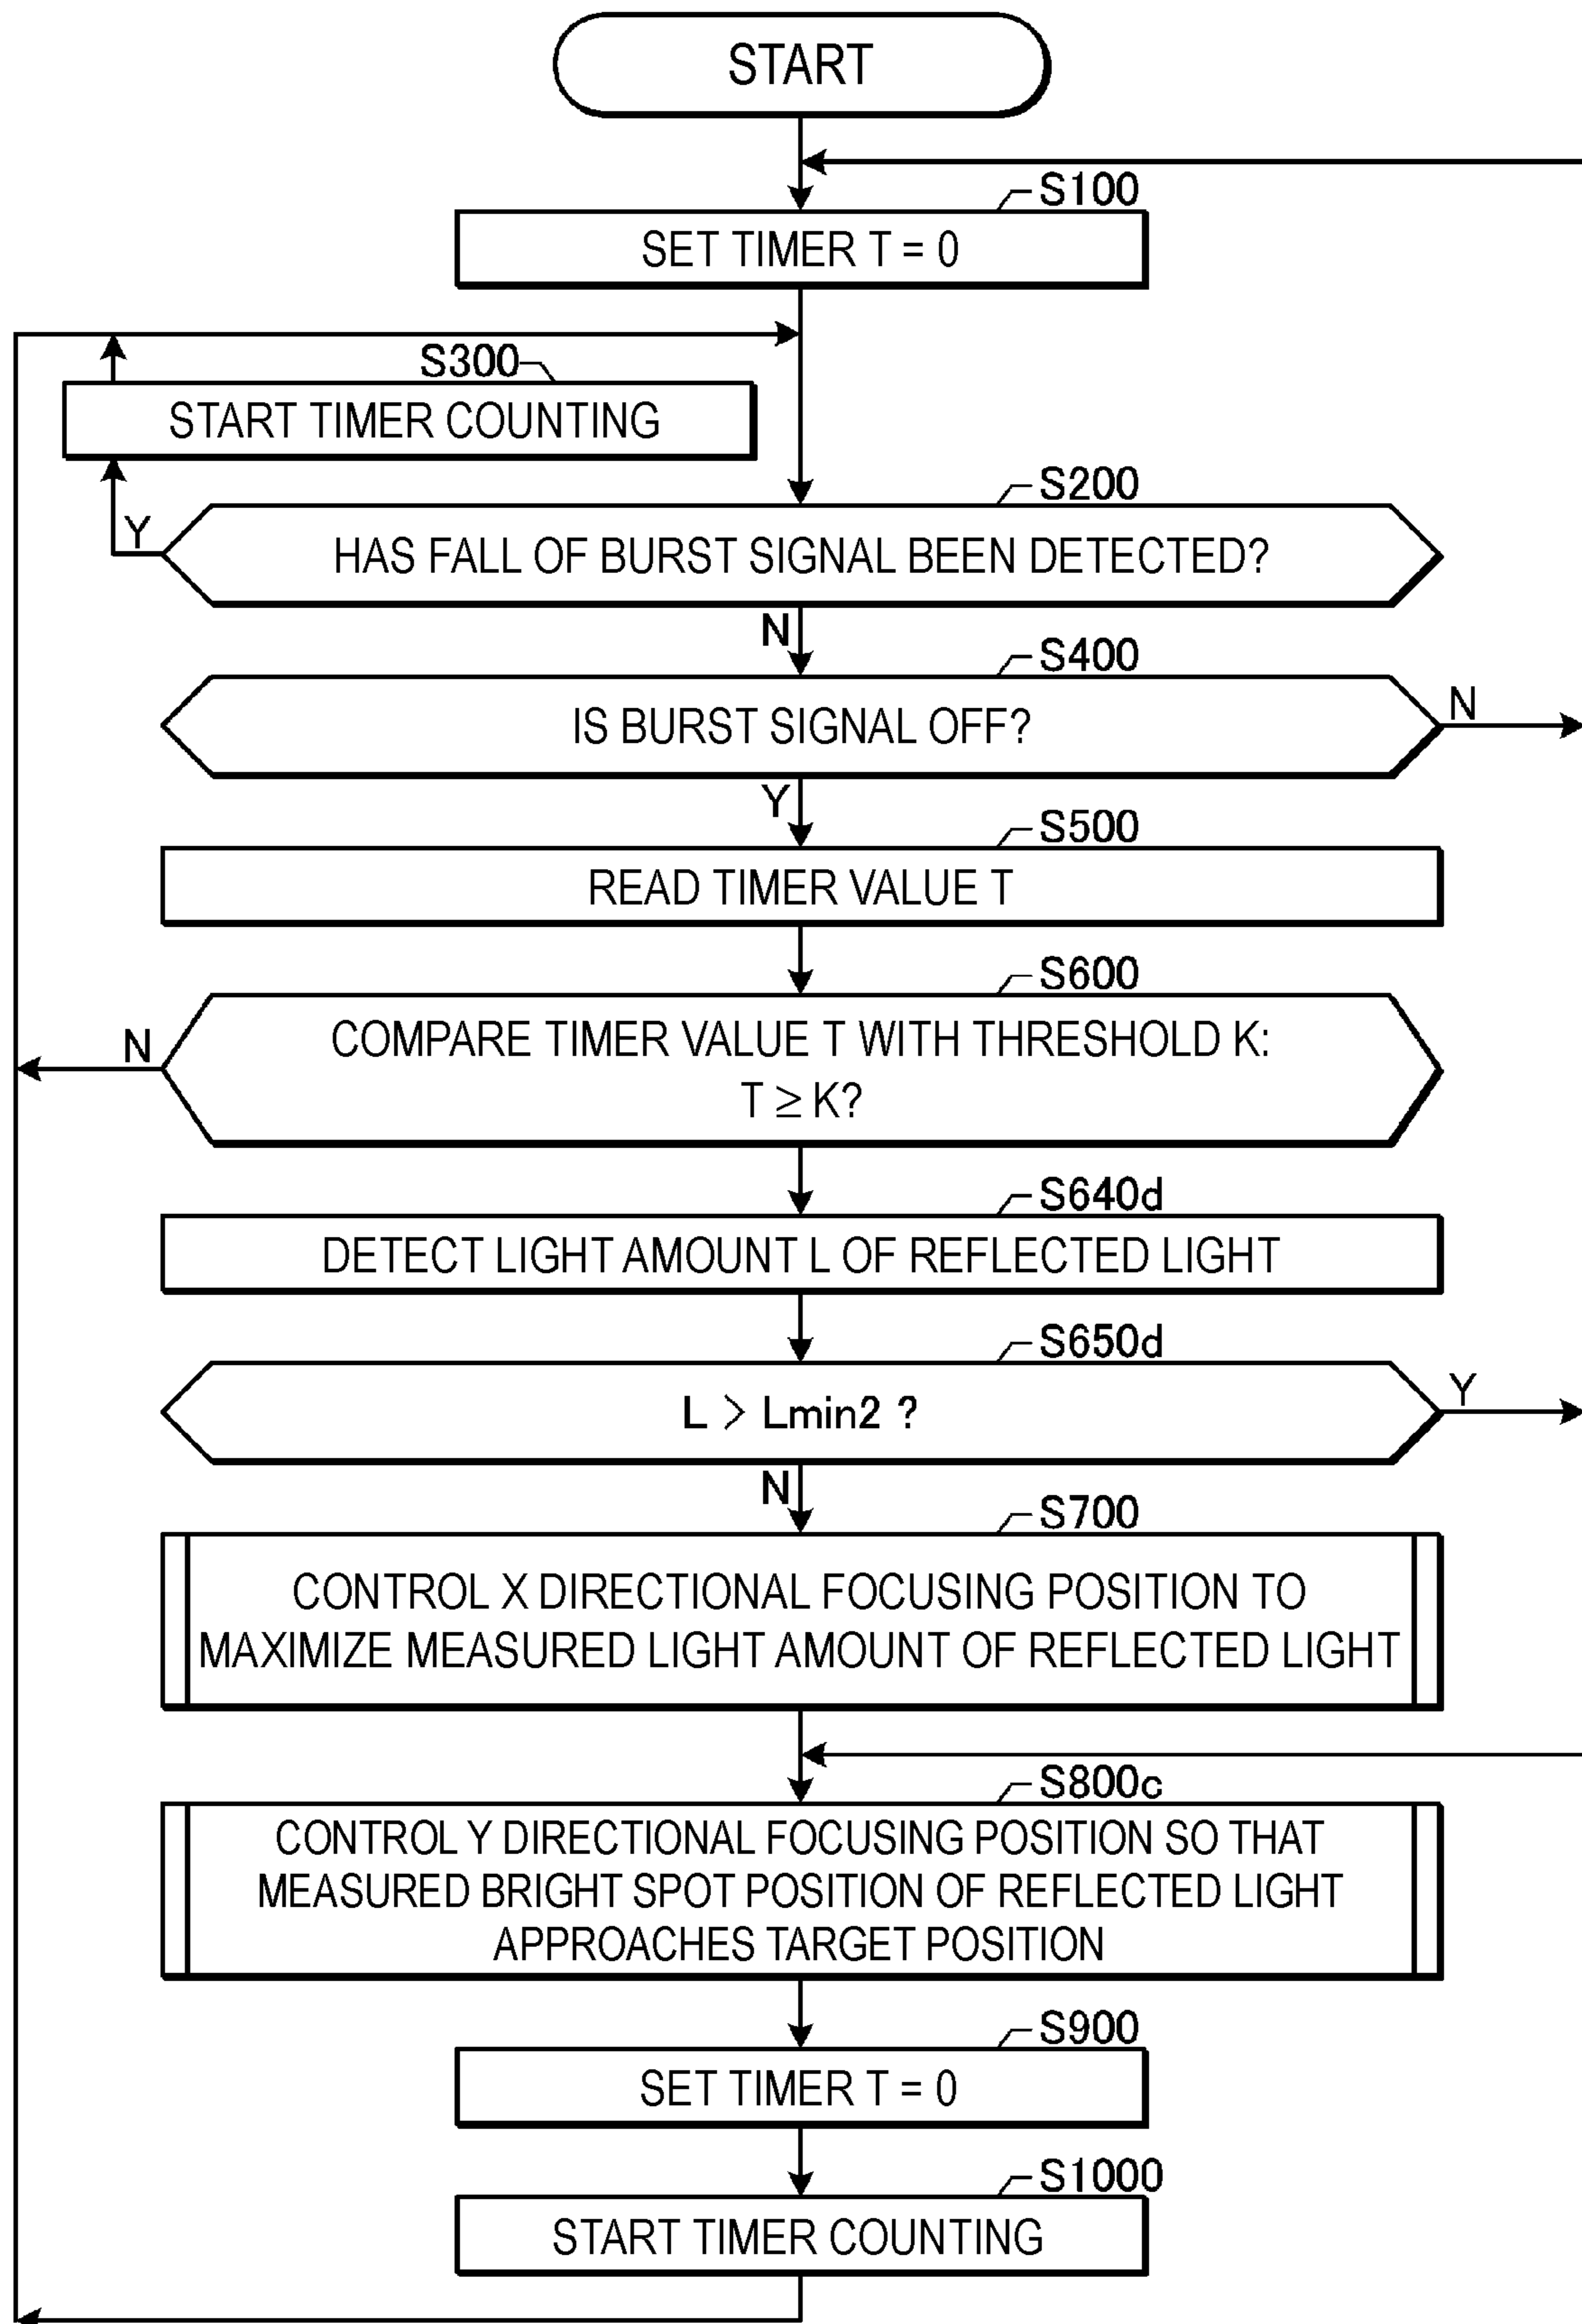 START
S100
SET TIMER T = 0
S300
START TIMER COUNTING
S200
Y
HAS FALL OF BURST SIGNAL BEEN DETECTED?
N
S400
IS BURST SIGNAL OFF?
N
Y
S500
READ TIMER VALUE T
S600
N
COMPARE TIMER VALUE T WITH THRESHOLD K:
T ≥ K?
S640d
DETECT LIGHT AMOUNT L OF REFLECTED LIGHT
S650d
L > Lmin2 ?
Y
N
S700
CONTROL X DIRECTIONAL FOCUSING POSITION TO
MAXIMIZE MEASURED LIGHT AMOUNT OF REFLECTED LIGHT
S800c
CONTROL Y DIRECTIONAL FOCUSING POSITION SO THAT
MEASURED BRIGHT SPOT POSITION OF REFLECTED LIGHT
APPROACHES TARGET POSITION
S900
SET TIMER T = 0
S1000
START TIMER COUNTING